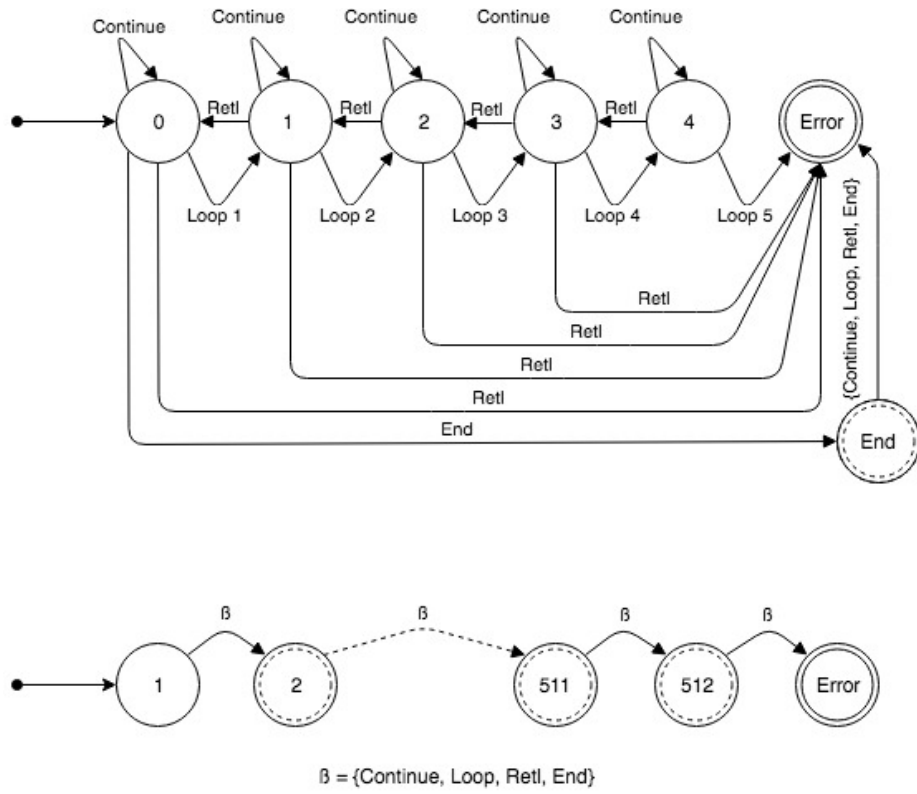 Continue
Continue
Continue
Continue
Continue
0
Retl
1
Retl
2
Retl
3
Retl
4
Error
Loop 1
Loop 2
Loop 3
Loop 4
Loop 5
{Continue, Loop, Retl, End}
Retl
Retl
Retl
Retl
End
End
ß
ß
ß
ß
1
2
511
512
Error
ß = {Continue, Loop, Retl, End}